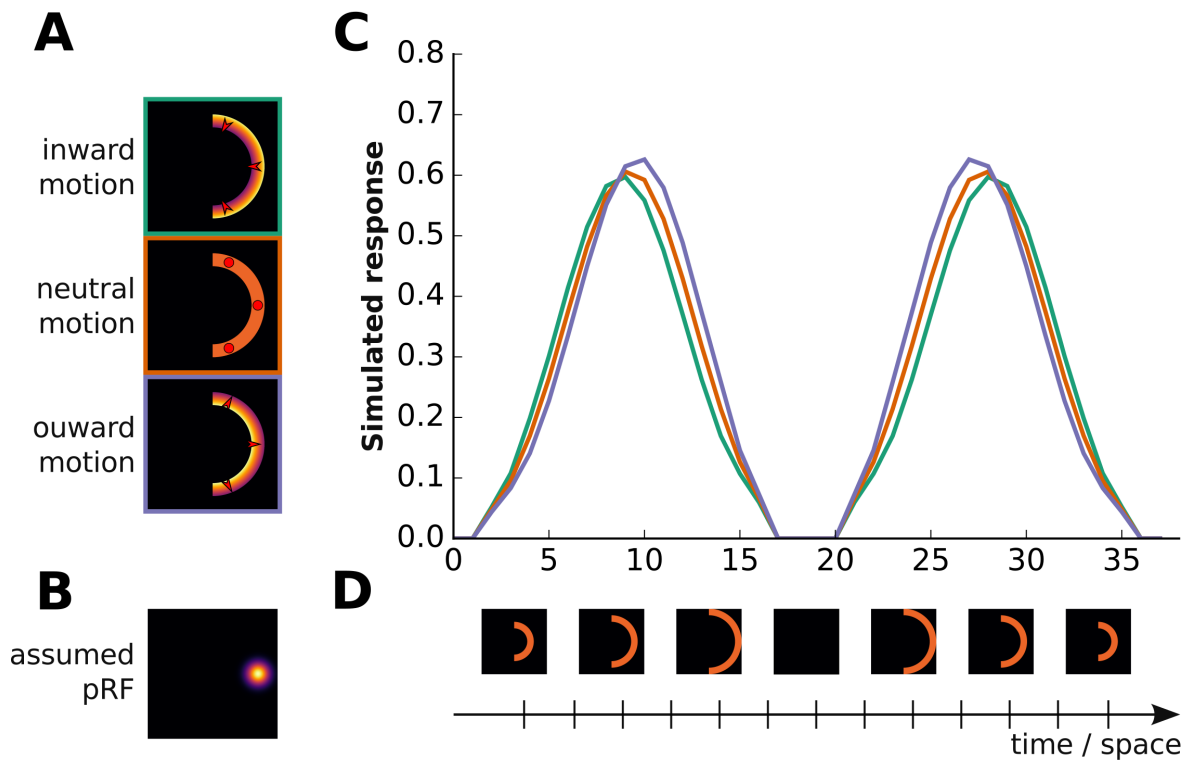 A
inward
motion
neutral
motion
ouward
motion
B
assumed
pRF
C
Simulated response
0.8
0.7
0.6
0.5
0.4
0.3
0.2
0.1
0.0
0 5 10 15 20 25 30 35
D
time / space